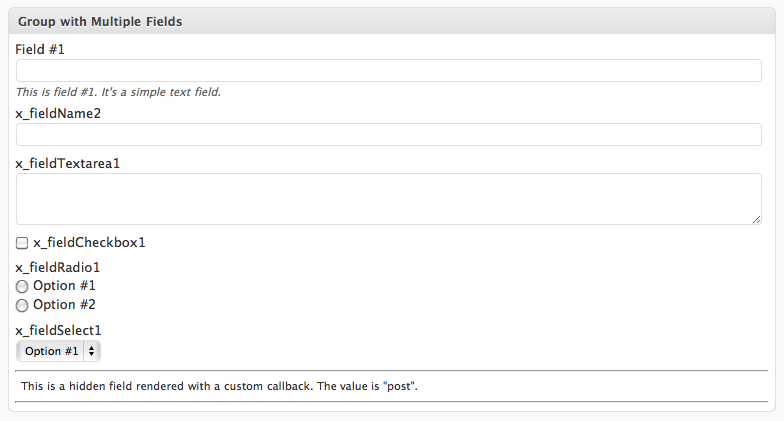 Group with Multiple Fields
Field #1
This is field #1. It's a simple text field.
x_fieldName2
x_fieldTextarea1
x_fieldCheckbox1
x_fieldRadio1
Option #1
Option #2
x_fieldSelect1
Option #1
This is a hidden field rendered with a custom callback. The value is "post".